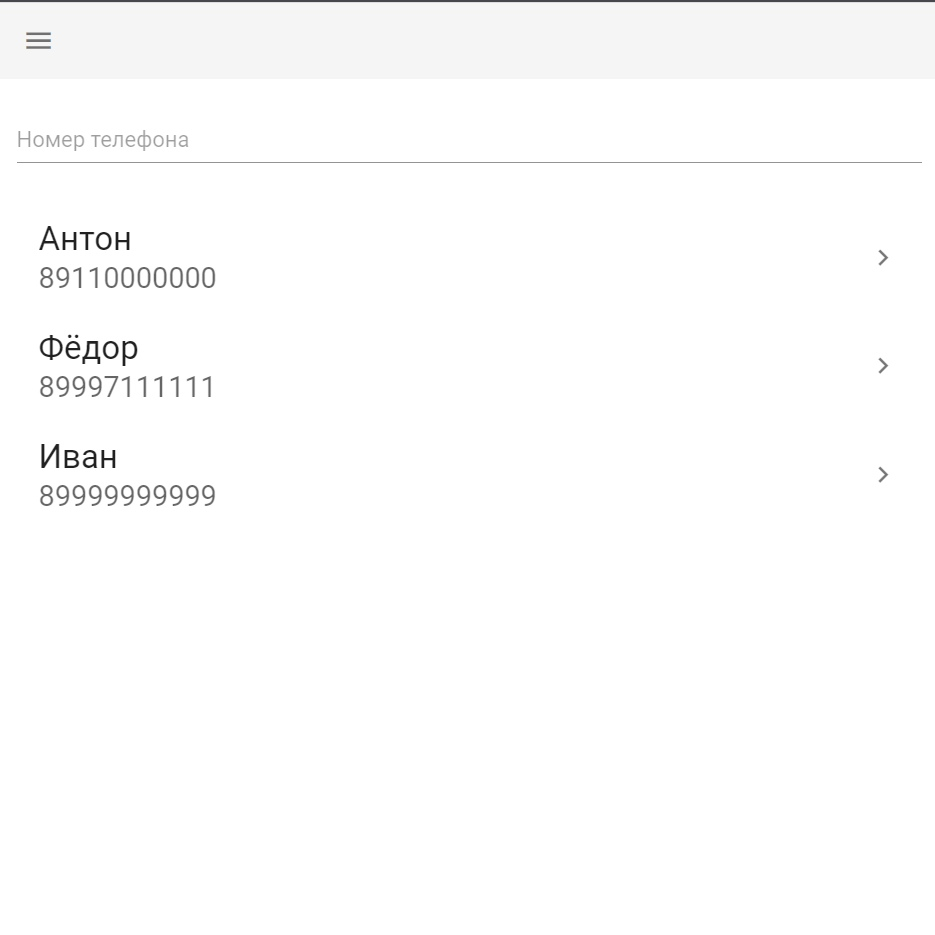 Номер телефона
Антон
89110000000
Фёдор
89997111111
Иван
89999999999